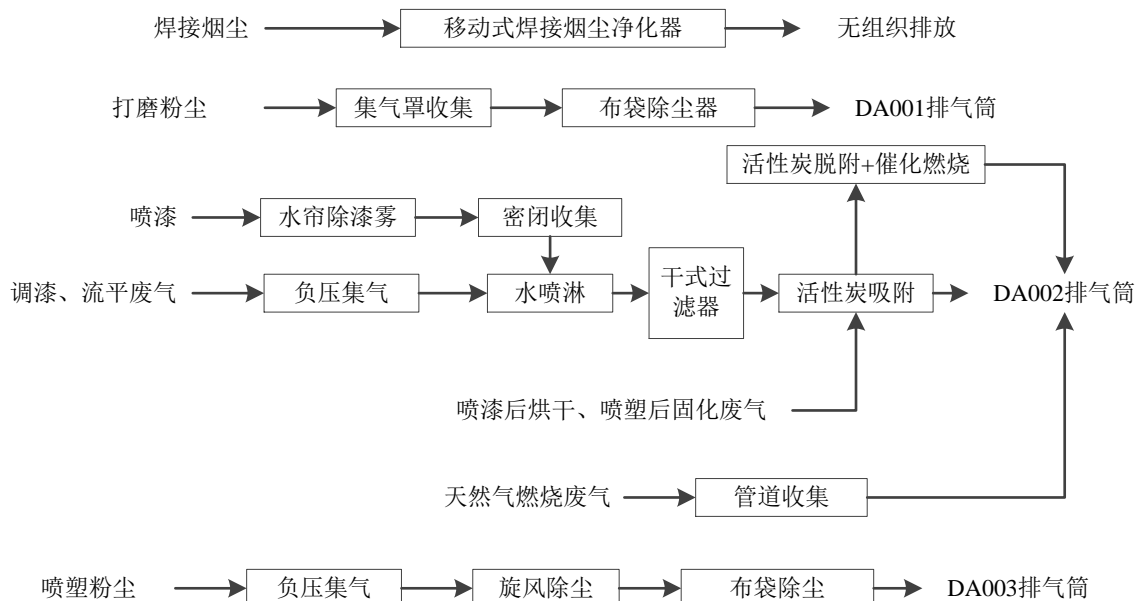 焊接烟尘
移动式焊接烟尘净化器
无组织排放
打磨粉尘
集气罩收集
布袋除尘器
DA001排气筒
活性炭脱附+催化燃烧
喷漆
水帘除漆雾
密闭收集
调漆、流平废气
负压集气
水喷淋
干式过
滤器
活性炭吸附
DA002排气筒
喷漆后烘干、喷塑后固化废气
天然气燃烧废气
管道收集
喷塑粉尘
负压集气
旋风除尘
布袋除尘
DA003排气筒